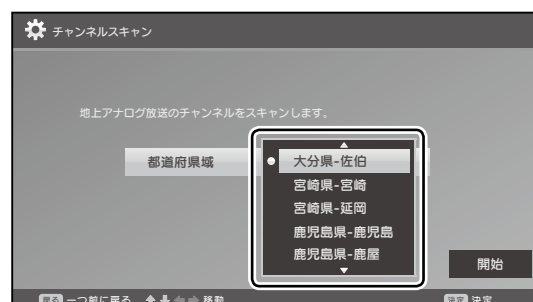 チャンネルスキャン
地上アナログ放送のチャンネルをスキャンします。
都道府県域
大分県-佐伯
宮崎県-宮崎
宮崎県-延岡
鹿児島県-鹿児島
鹿児島県-鹿屋
開始
戻る 一つ前に戻る 移動 決定 決定